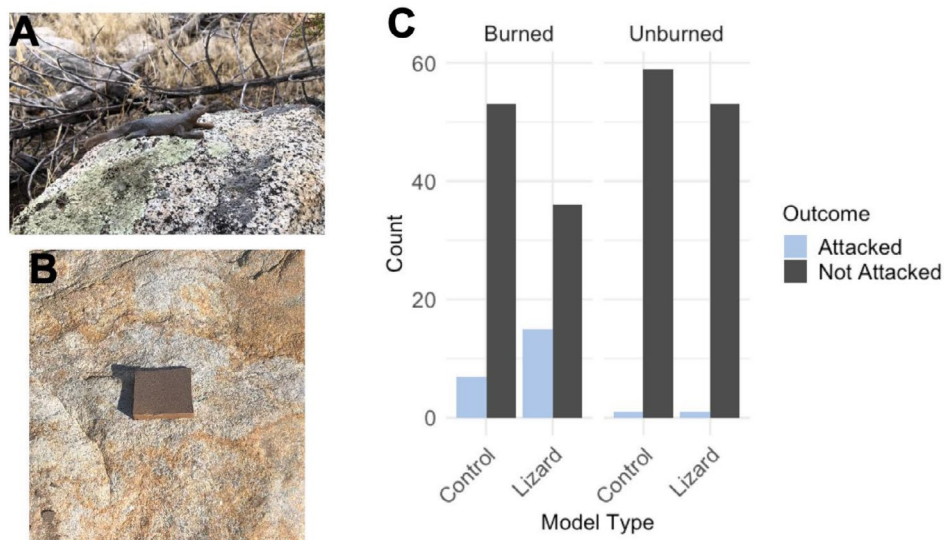 A
B
C
Burned Unburned
60
40
20
0
Count
Control Lizard Control Lizard
Model Type
Outcome
Attacked
Not Attacked